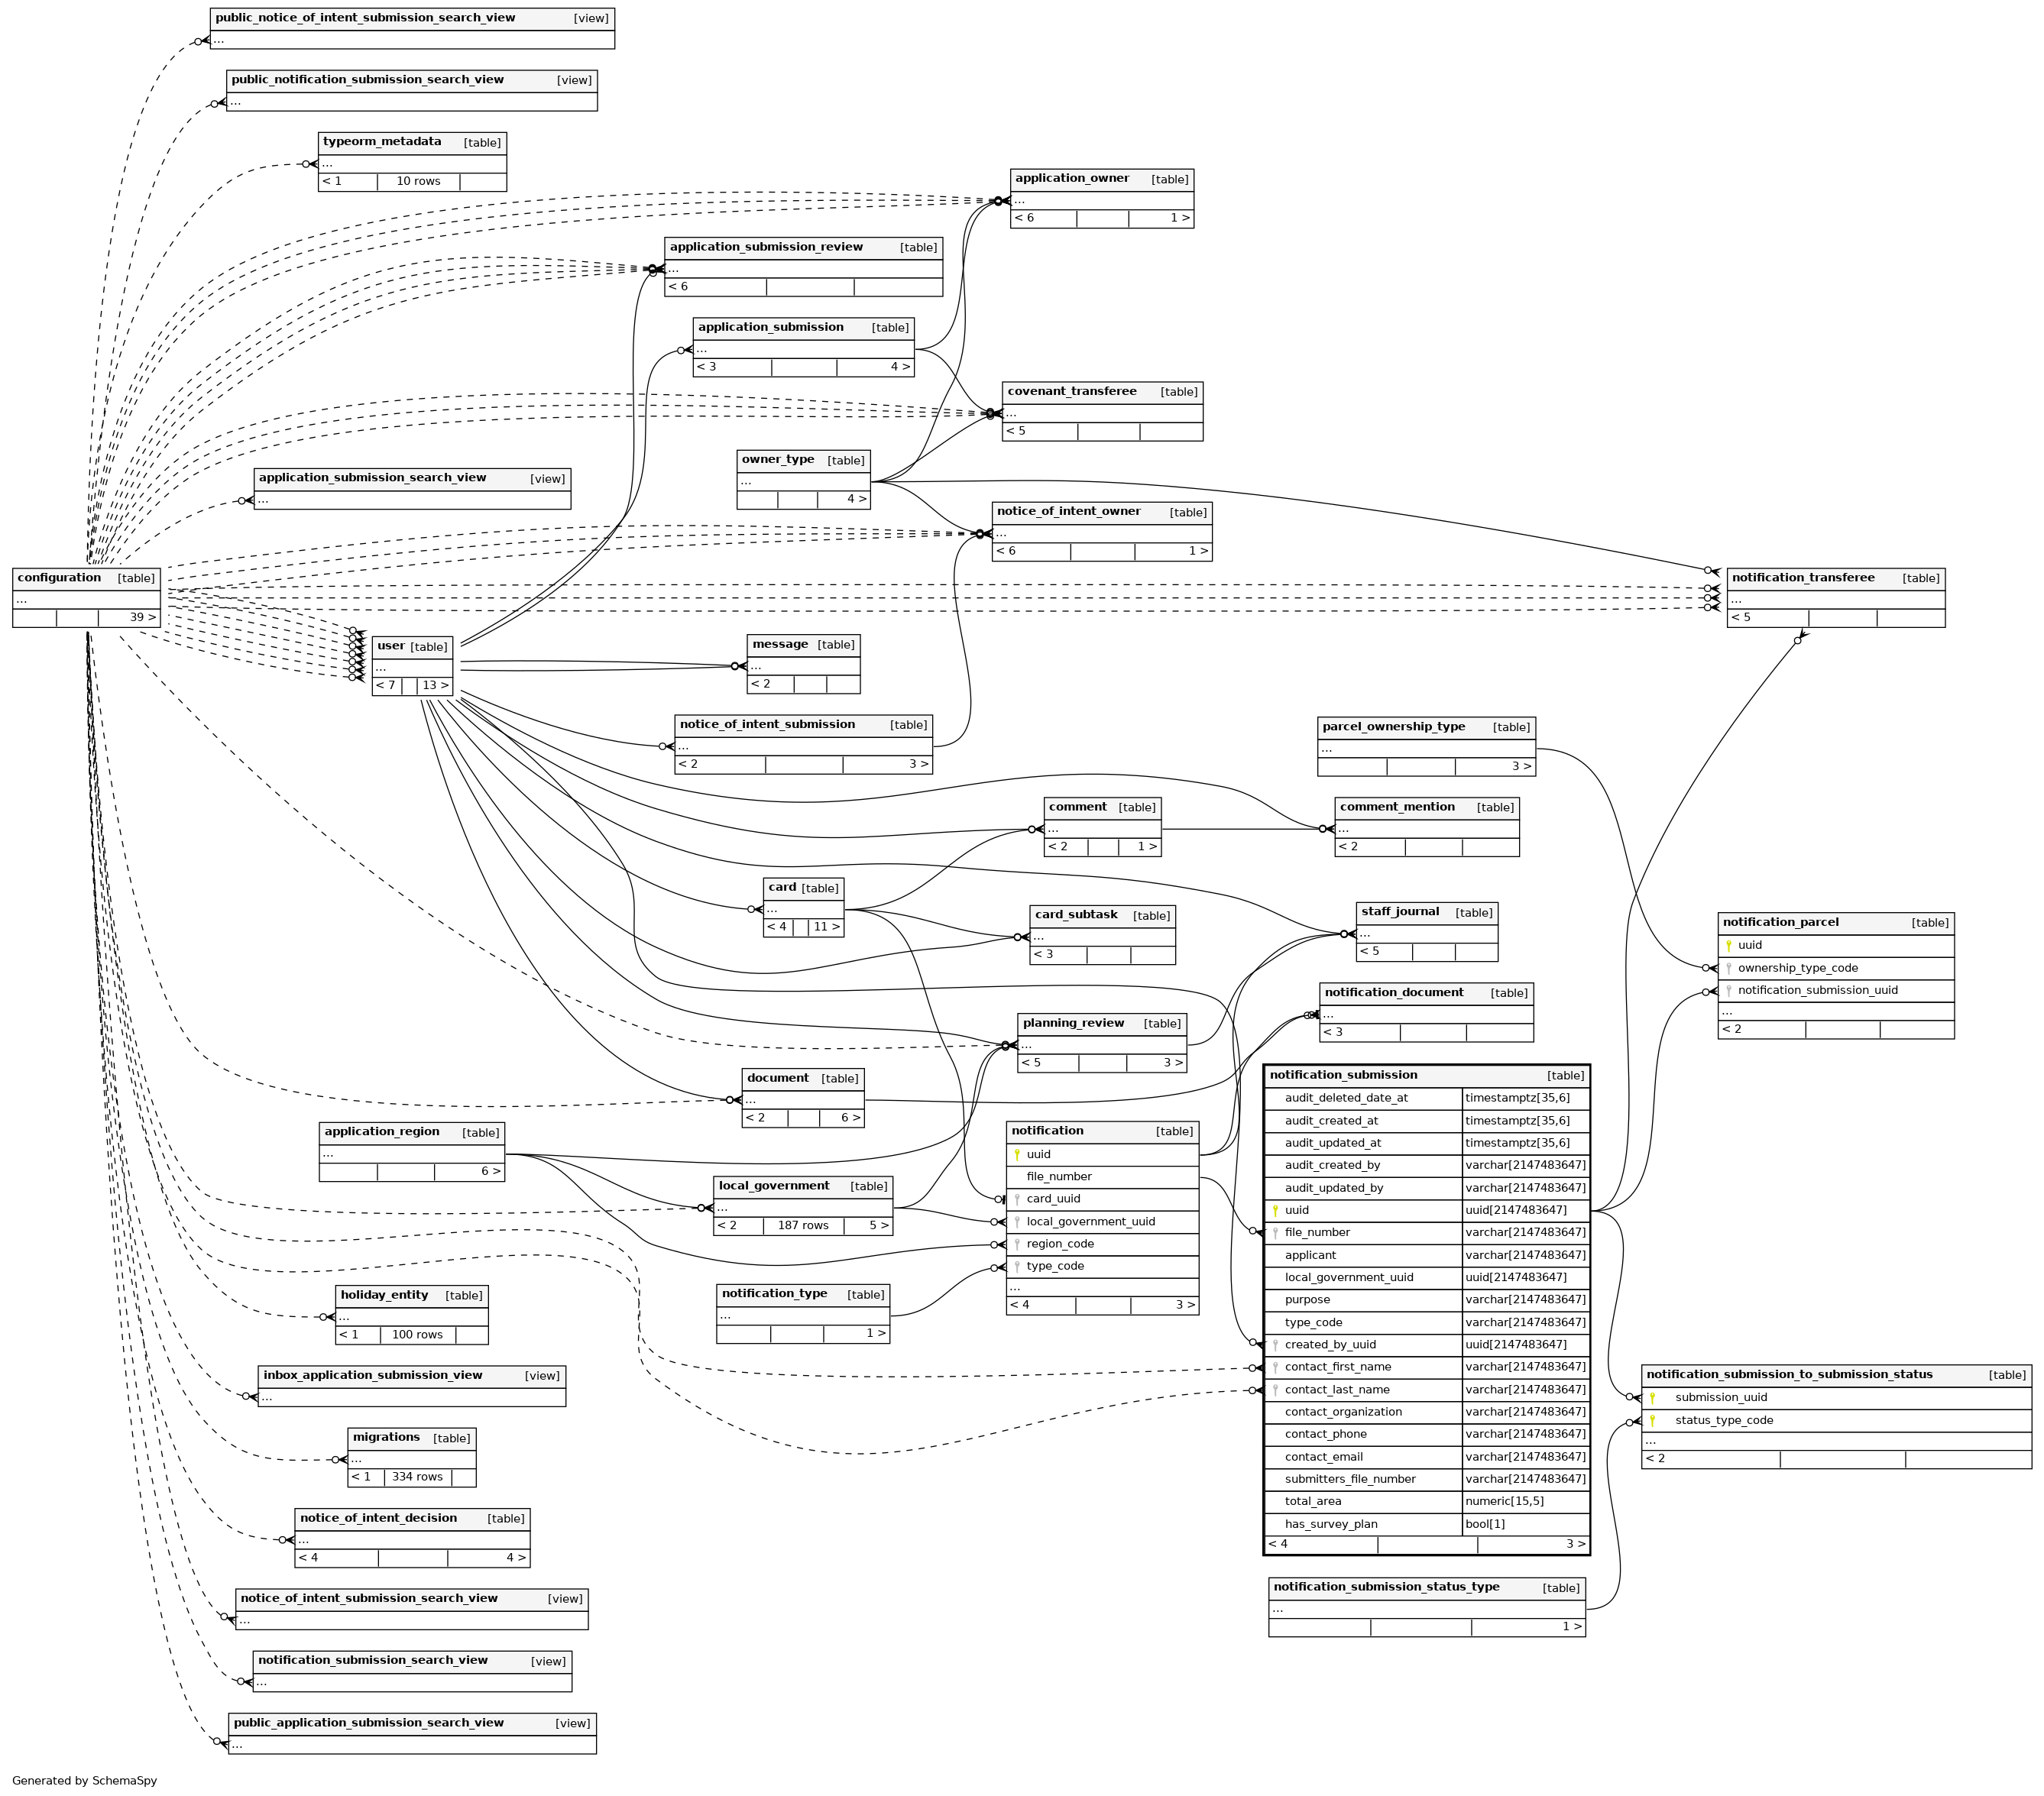 public_notice_of_intent_submission_search_view [view]
...
public_notification_submission_search_view [view]
...
typeorm_metadata [table]
...
< 1 10 rows
application_owner [table]
...
< 6 1 >
application_submission_review [table]
...
< 6
application_submission [table]
...
< 3 4 >
covenant_transferee [table]
...
< 5
owner_type [table]
...
4 >
application_submission_search_view [view]
...
notice_of_intent_owner [table]
...
< 6 1 >
configuration [table]
...
39 >
notification_transferee [table]
...
< 5
user [table]
...
< 7 13 >
message [table]
...
< 2
notice_of_intent_submission [table]
...
< 2 3 >
parcel_ownership_type [table]
...
3 >
comment [table]
...
< 2 1 >
comment_mention [table]
...
< 2
card [table]
...
< 4 11 >
card_subtask [table]
...
< 3
staff_journal [table]
...
< 5
notification_parcel [table]
uuid
ownership_type_code
notification_submission_uuid
...
< 2
notification_document [table]
...
< 3
planning_review [table]
...
< 5 3 >
document [table]
...
< 2 6 >
application_region [table]
...
6 >
local_government [table]
...
< 2 187 rows 5 >
notification [table]
uuid
file_number
card_uuid
local_government_uuid
region_code
type_code
...
< 4 3 >
notification_type [table]
...
1 >
notification_submission [table]
audit_deleted_date_at timestamptz[35,6]
audit_created_at timestamptz[35,6]
audit_updated_at timestamptz[35,6]
audit_created_by varchar[2147483647]
audit_updated_by varchar[2147483647]
uuid uuid[2147483647]
file_number varchar[2147483647]
applicant varchar[2147483647]
local_government_uuid uuid[2147483647]
purpose varchar[2147483647]
type_code varchar[2147483647]
created_by_uuid uuid[2147483647]
contact_first_name varchar[2147483647]
contact_last_name varchar[2147483647]
contact_organization varchar[2147483647]
contact_phone varchar[2147483647]
contact_email varchar[2147483647]
submitters_file_number varchar[2147483647]
total_area numeric[15,5]
has_survey_plan bool[1]
< 4 3 >
notification_submission_to_submission_status [table]
submission_uuid
status_type_code
...
< 2
notification_submission_status_type [table]
...
1 >
holiday_entity [table]
...
< 1 100 rows
inbox_application_submission_view [view]
...
migrations [table]
...
< 1 334 rows
notice_of_intent_decision [table]
...
< 4 4 >
notice_of_intent_submission_search_view [view]
...
notification_submission_search_view [view]
...
public_application_submission_search_view [view]
...
Generated by SchemaSpy